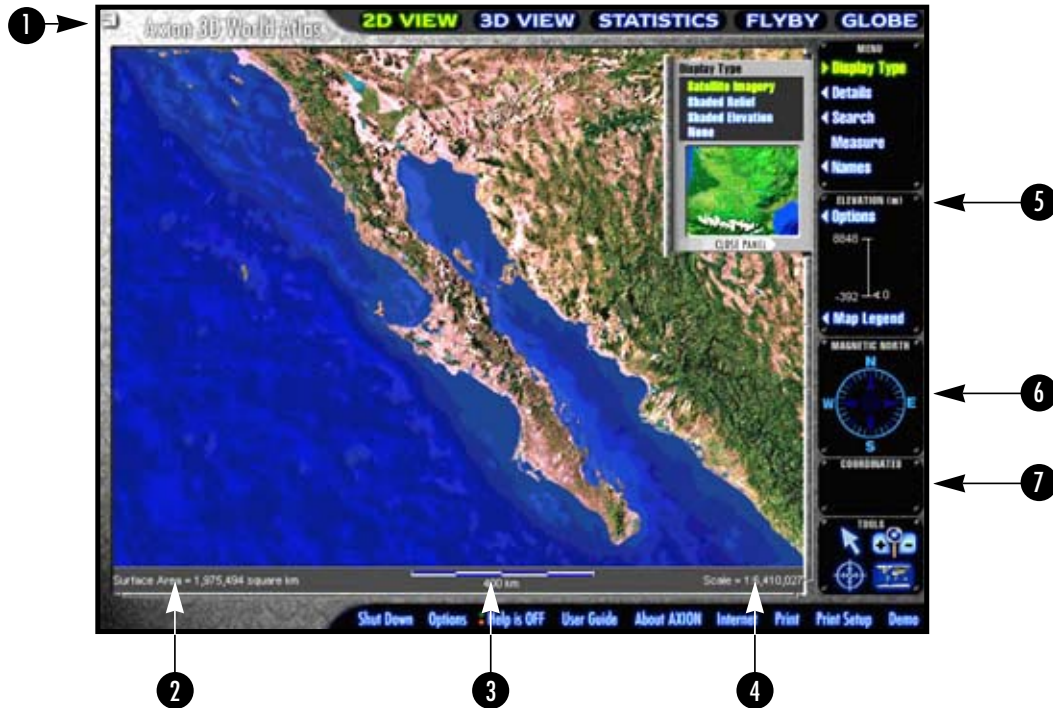 1
Axion 3D World Atlas
2D VIEW 3D VIEW STATISTICS FLYBY GLOBE
Display Type
Satellite Imagery
Shaded Relief
Shaded Elevation
None
CLOSE PANEL
MENU
Display Type
Details
Search
Measure
Names
ELEVATION (m)
Options
8848
-392 0
Map Legend
5
MAGNETIC NORTH
N
W E
S
6
COORDINATES
7
TOOLS
Surface Area = 1,975,494 square km
400 km
Scale = 1:6,410,027
Shut Down Options Help is OFF User Guide About AXION Internet Print Print Setup Demo
2 3 4